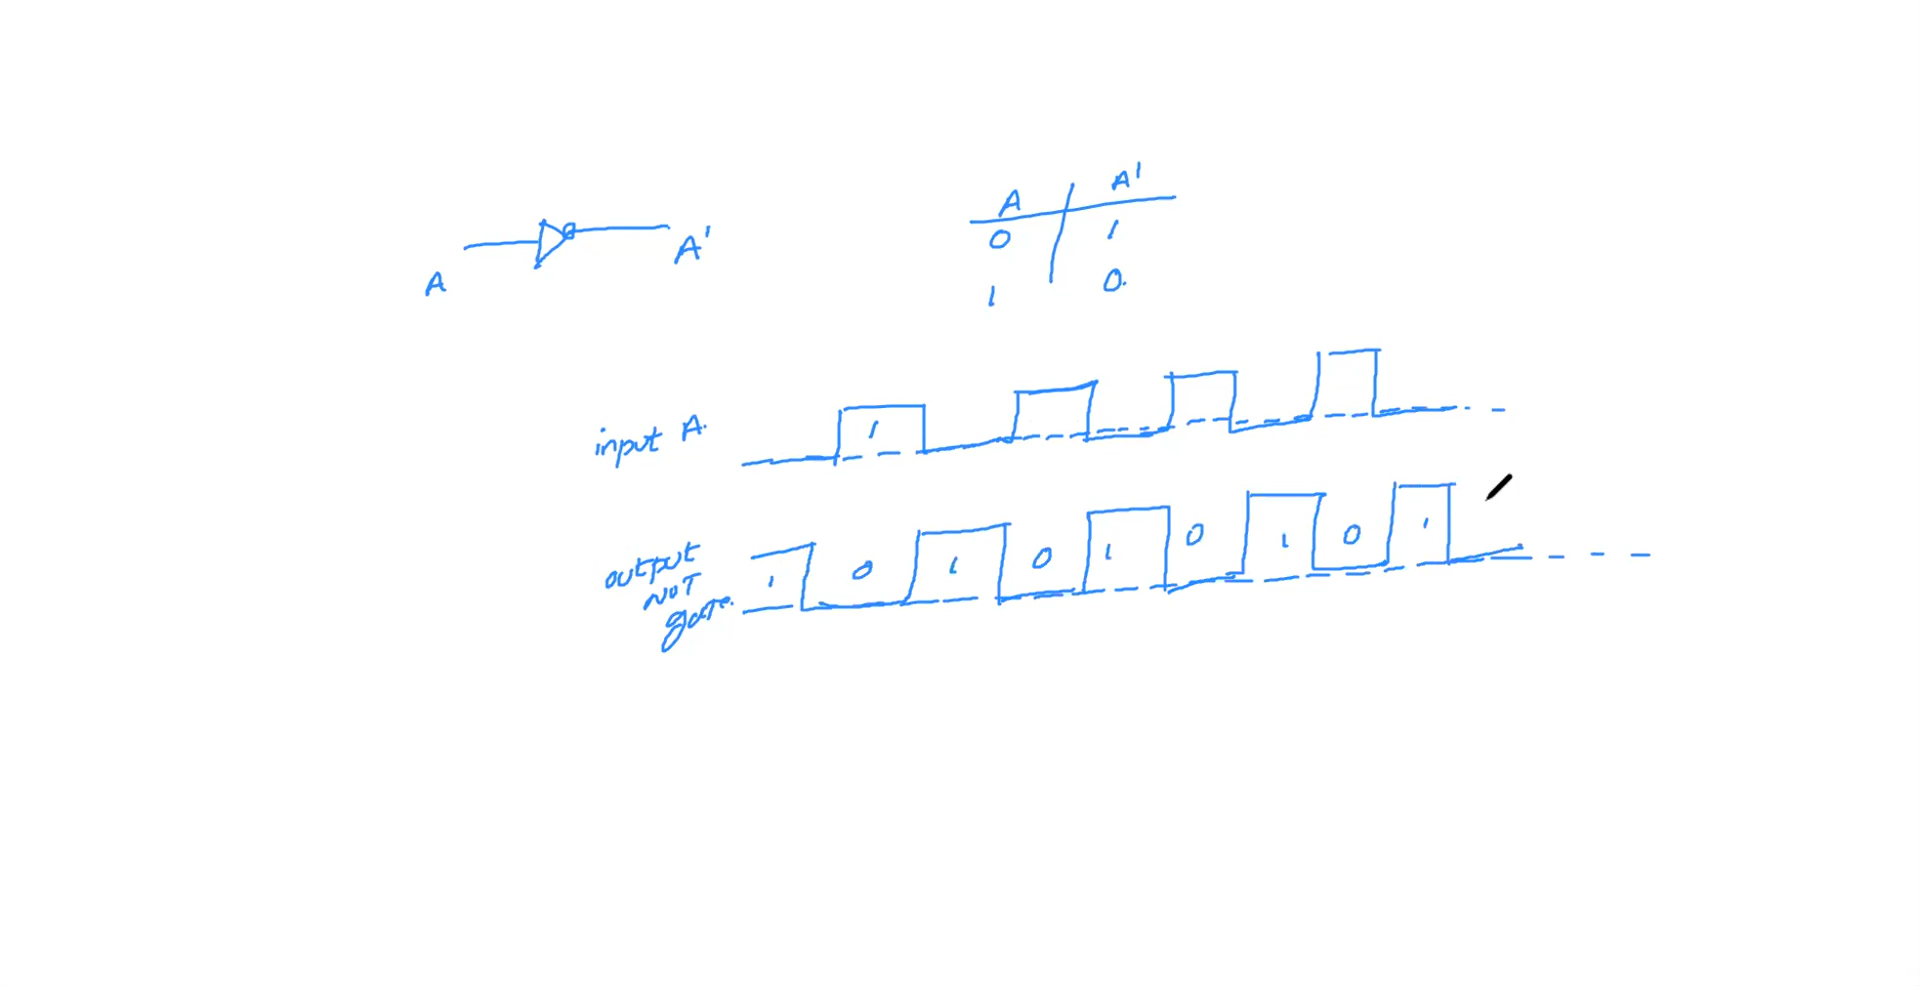 A A'
A A'
0 1
1 0.
input A.
1
output
NOT
gate.
1 0 1 0 1 0 1 0 1